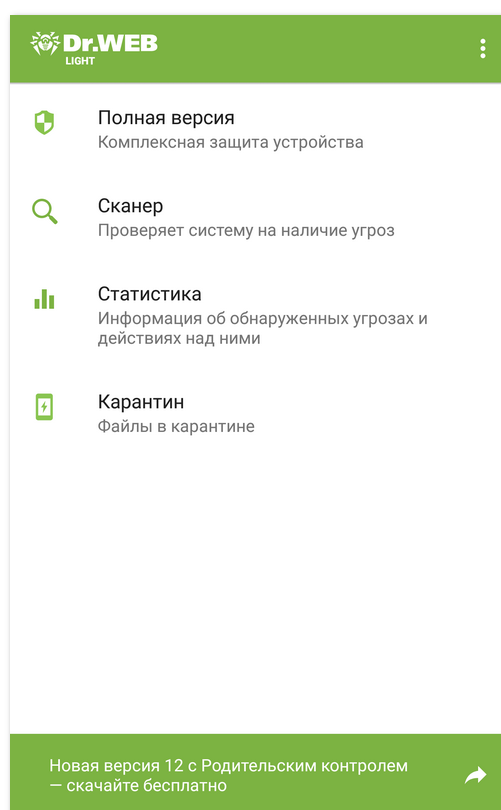 Dr.WEB
LIGHT
Полная версия
Комплексная защита устройства
Сканер
Проверяет систему на наличие угроз
Статистика
Информация об обнаруженных угрозах и
действиях над ними
Карантин
Файлы в карантине
Новая версия 12 с Родительским контролем
— скачайте бесплатно